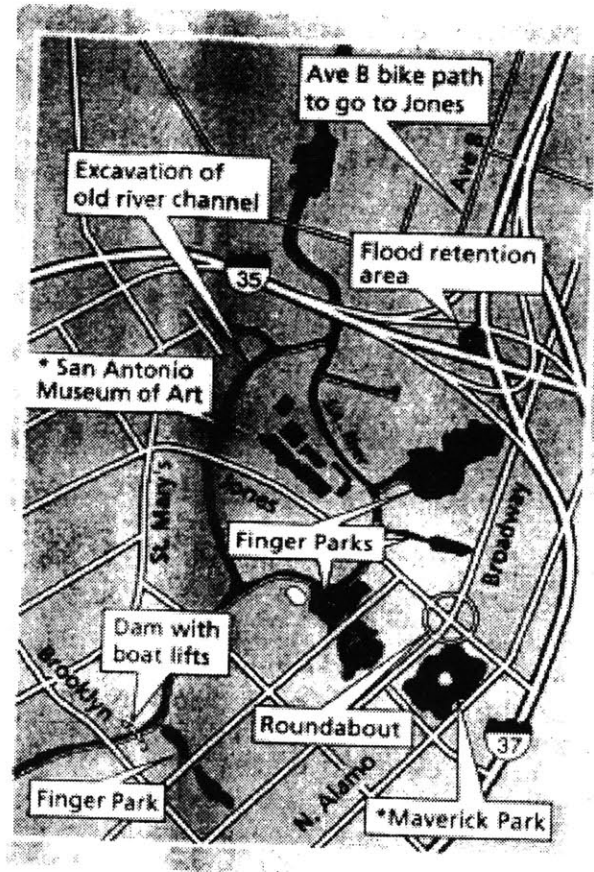 Ave B bike path
to go to Jones
Ave B
Excavation of
old river channel
Flood retention
area
35
* San Antonio
Museum of Art
St. Mary's
Jones
Broadway
Finger Parks
Dam with
boat lifts
Brooklyn
Roundabout
37
Finger Park
N. Alamo
*Maverick Park